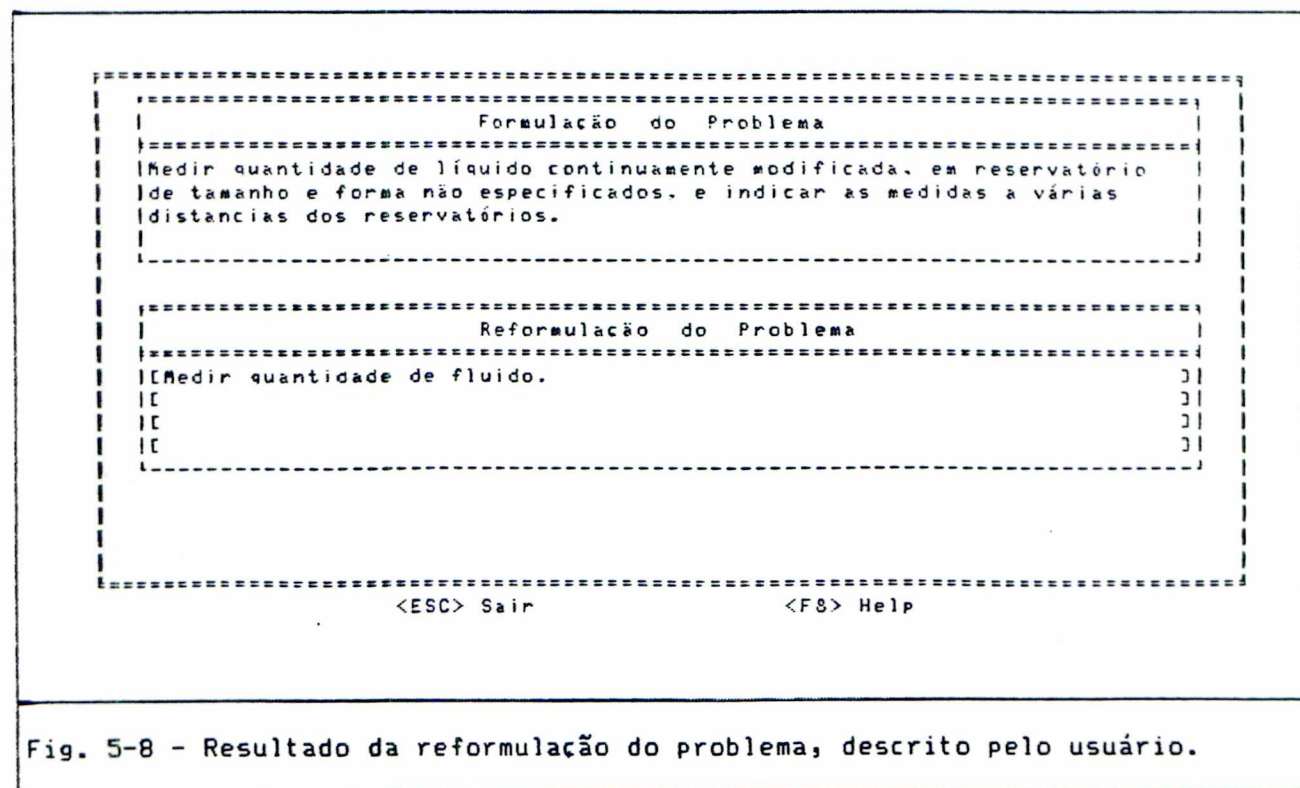 Formulação do Problema
Medir quantidade de líquido continuamente modificada, em reservatório
de tamanho e forma não especificados, e indicar as medidas a várias
distancias dos reservatórios.
Reformulação do Problema
[Medir quantidade de fluido. ]
[ ]
[ ]
[ ]
<ESC> Sair <F8> Help
Fig. 5-8 - Resultado da reformulação do problema, descrito pelo usuário.